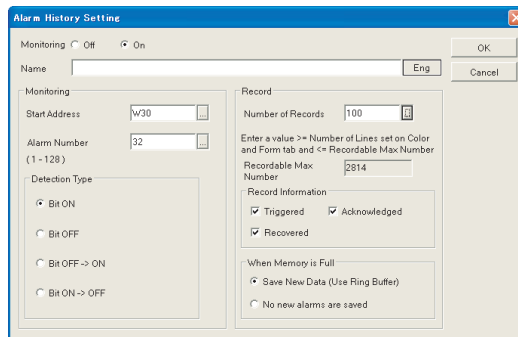 Alarm History Setting
Monitoring Off On
OK
Name Eng
Cancel
Monitoring
Start Address W30 ...
Alarm Number 32 ...
( 1 - 128 )
Detection Type
Bit ON
Bit OFF
Bit OFF -> ON
Bit ON -> OFF
Record
Number of Records 100
Enter a value >= Number of Lines set on Color
and Form tab and <= Recordable Max Number
Recordable Max
Number
2814
Record Information
Triggered Acknowledged
Recovered
When Memory is Full
Save New Data (Use Ring Buffer)
No new alarms are saved